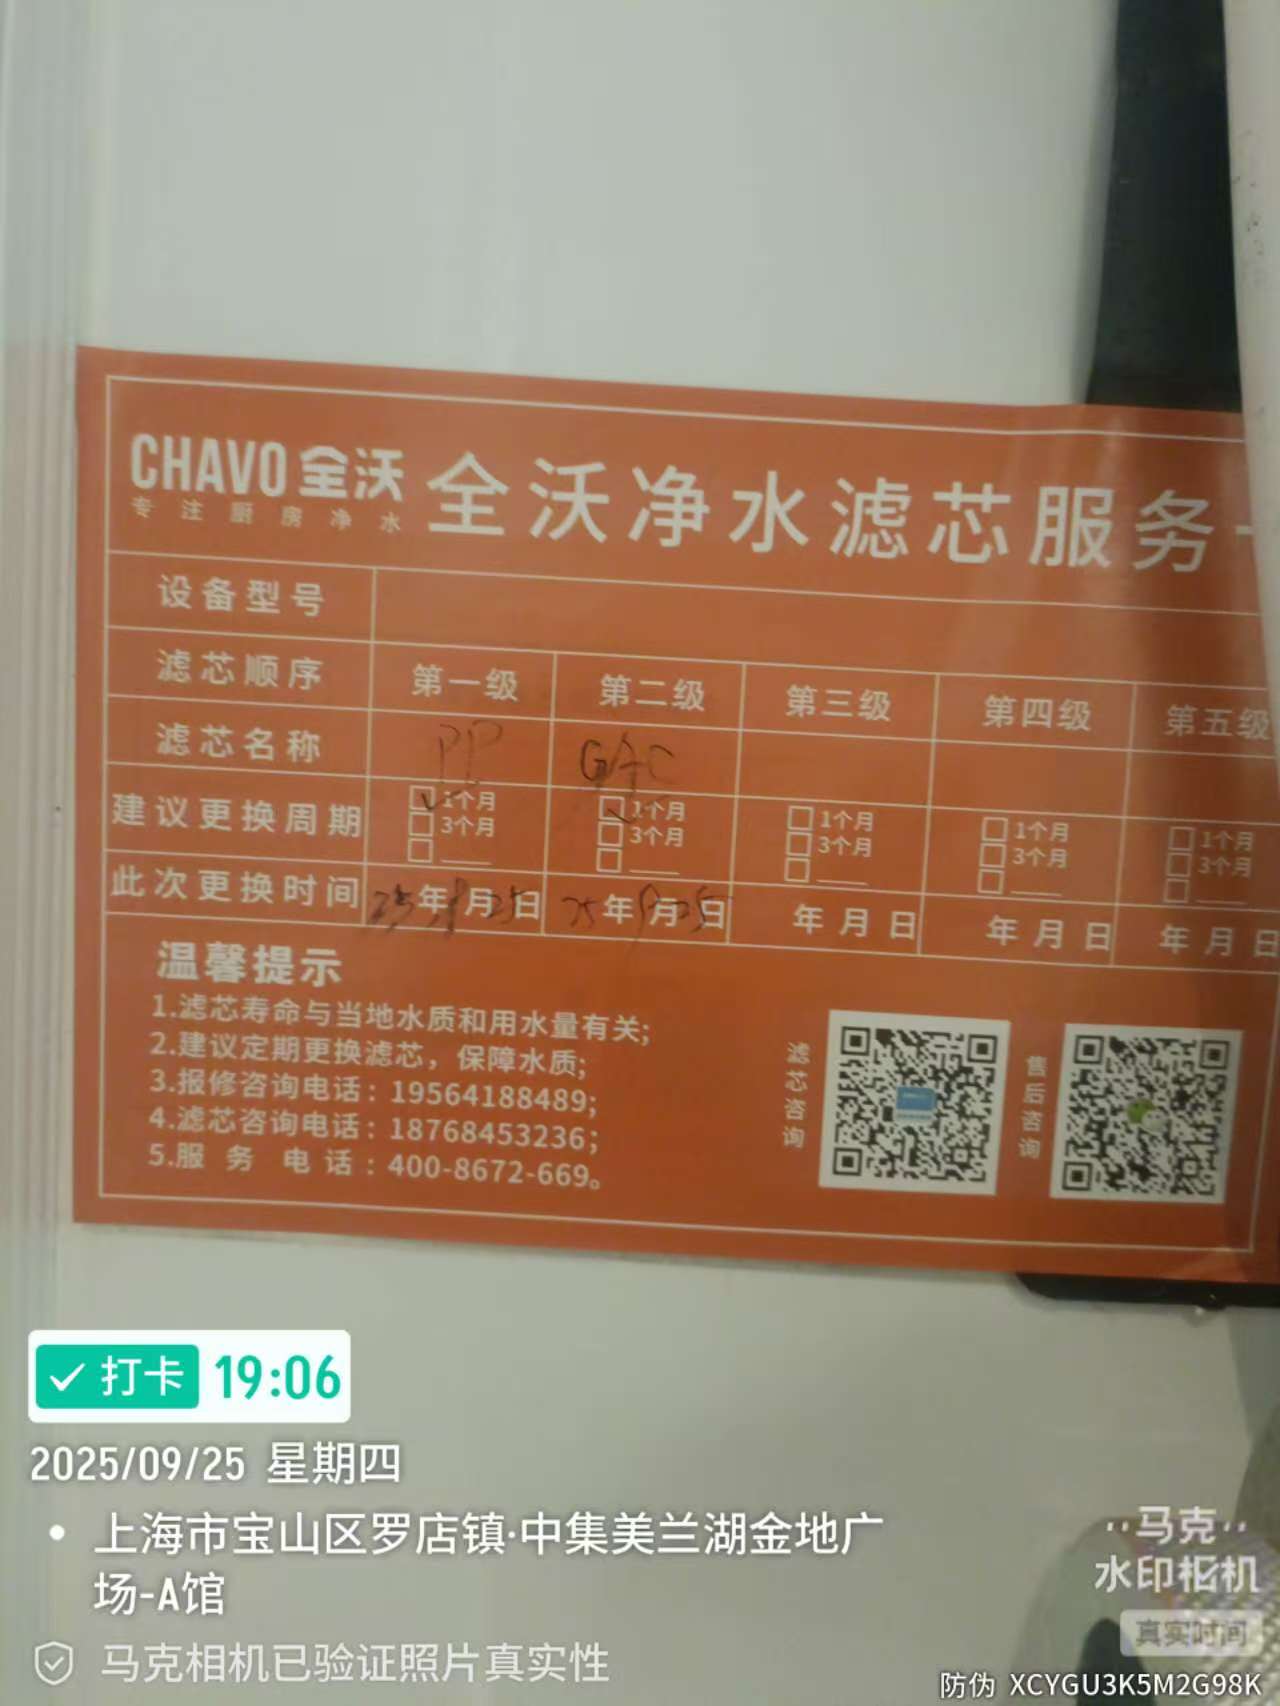 CHAVO 全沃
专注厨房净水
全沃净水滤芯服务
设备型号
滤芯顺序 第一级 第二级 第三级 第四级 第五级
滤芯名称 PP GAC
建议更换周期 1个月 1个月 1个月 1个月 1个月
3个月 3个月 3个月 3个月 3个月
此次更换时间 25年9月25日 25年9月25日 年月日 年月日 年月日
温馨提示
1.滤芯寿命与当地水质和用水量有关;
2.建议定期更换滤芯，保障水质;
3.报修咨询电话：19564188489;
4.滤芯咨询电话：18768453236;
5.服务电话：400-8672-669。
滤芯咨询
售后咨询
打卡 19:06
2025/09/25 星期四
上海市宝山区罗店镇·中集美兰湖金地广
场-A馆
马克相机已验证照片真实性
马克
水印相机
真实时间
防伪 XCYGU3K5M2G98K